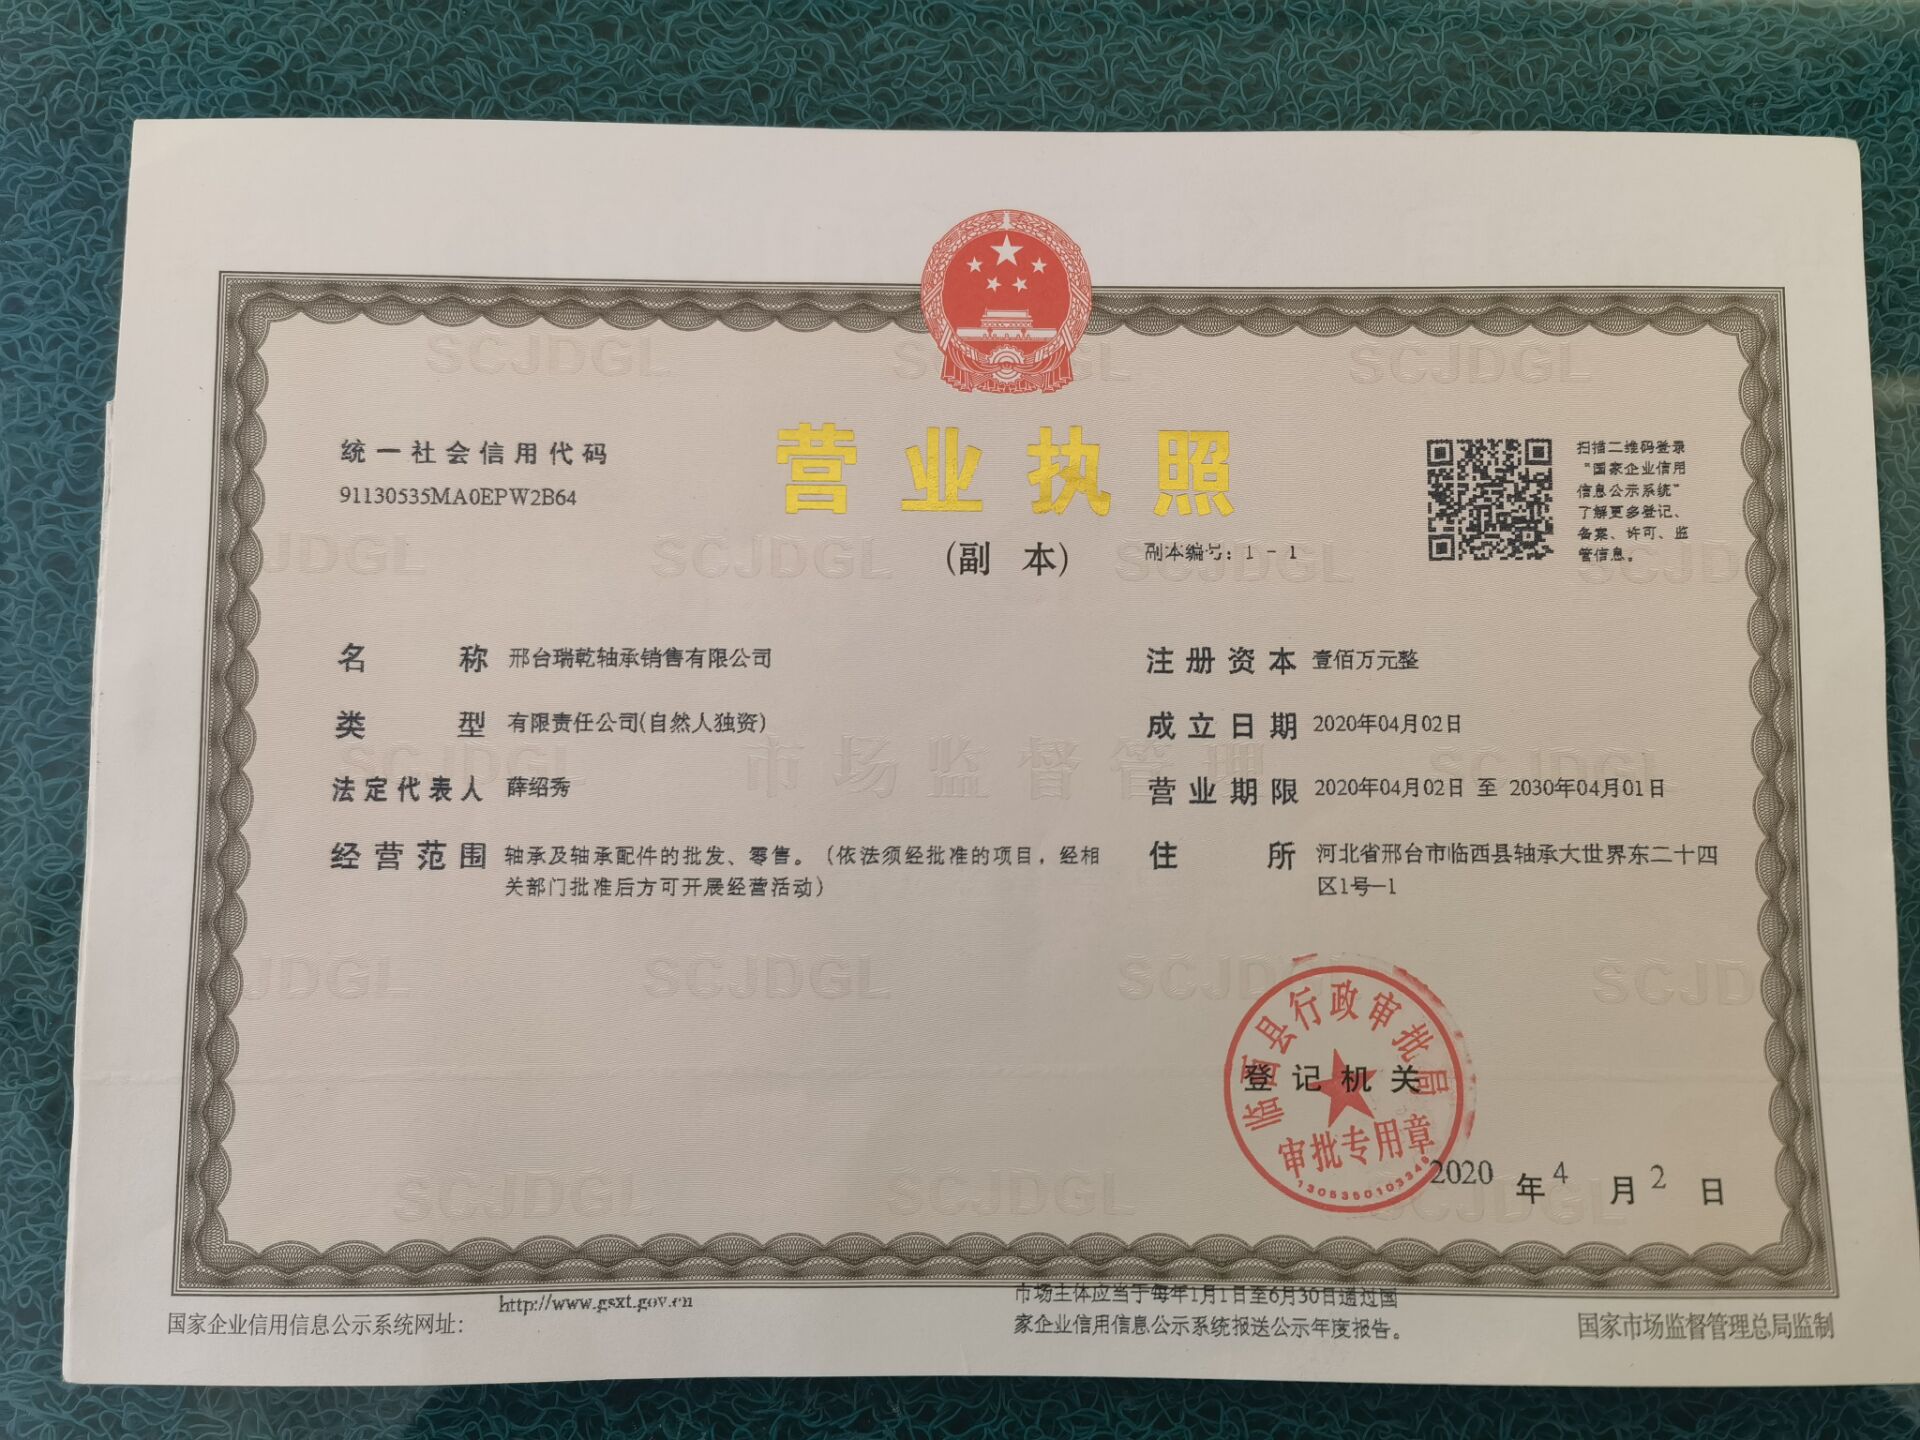 统一社会信用代码
91130535MA0EPW2B64
营业执照
(副 本)
副本编号：1 - 1
扫描二维码登录
“国家企业信用
信息公示系统”
了解更多登记、
备案、许可、监
管信息。
名 称 邢台瑞乾轴承销售有限公司
类 型 有限责任公司(自然人独资)
法定代表人 薛绍秀
经营范围 轴承及轴承配件的批发、零售。（依法须经批准的项目，经相
关部门批准后方可开展经营活动）
注册资本 壹佰万元整
成立日期 2020年04月02日
营业期限 2020年04月02日 至 2030年04月01日
住 所 河北省邢台市临西县轴承大世界东二十四
区1号-1
临西县行政审批局
登记机关
审批专用章
1305350103348
2020 年 4 月 2 日
国家企业信用信息公示系统网址：
http://www.gsxt.gov.cn
市场主体应当于每年1月1日至6月30日通过国
家企业信用信息公示系统报送公示年度报告。
国家市场监督管理总局监制
SCJDGL
市场监督管理